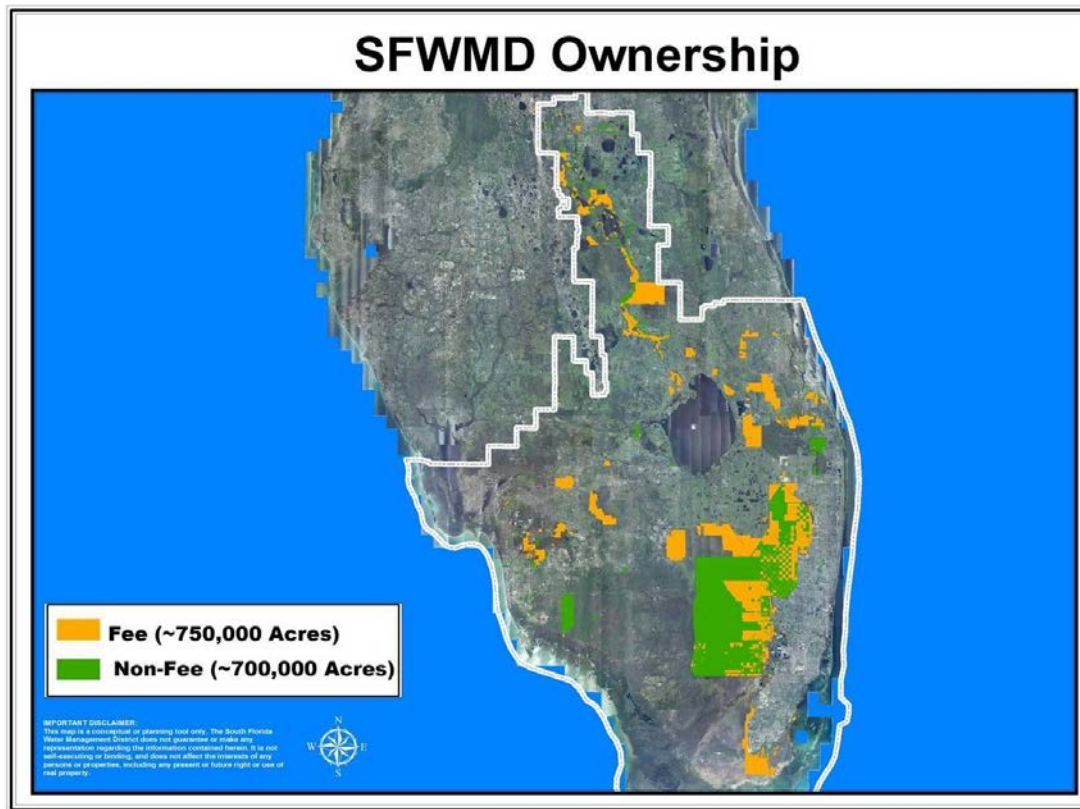 SFWMD Ownership
Fee (~750,000 Acres)
Non-Fee (~700,000 Acres)
IMPORTANT DISCLAIMER:
This map is a conceptual or planning tool only. The South Florida
Water Management District does not guarantee or make any
representation regarding the information contained herein. It is not
self-executing or binding, and does not affect the interests of any
persons or properties, including any present or future right or use of
real property.
N
W E
S